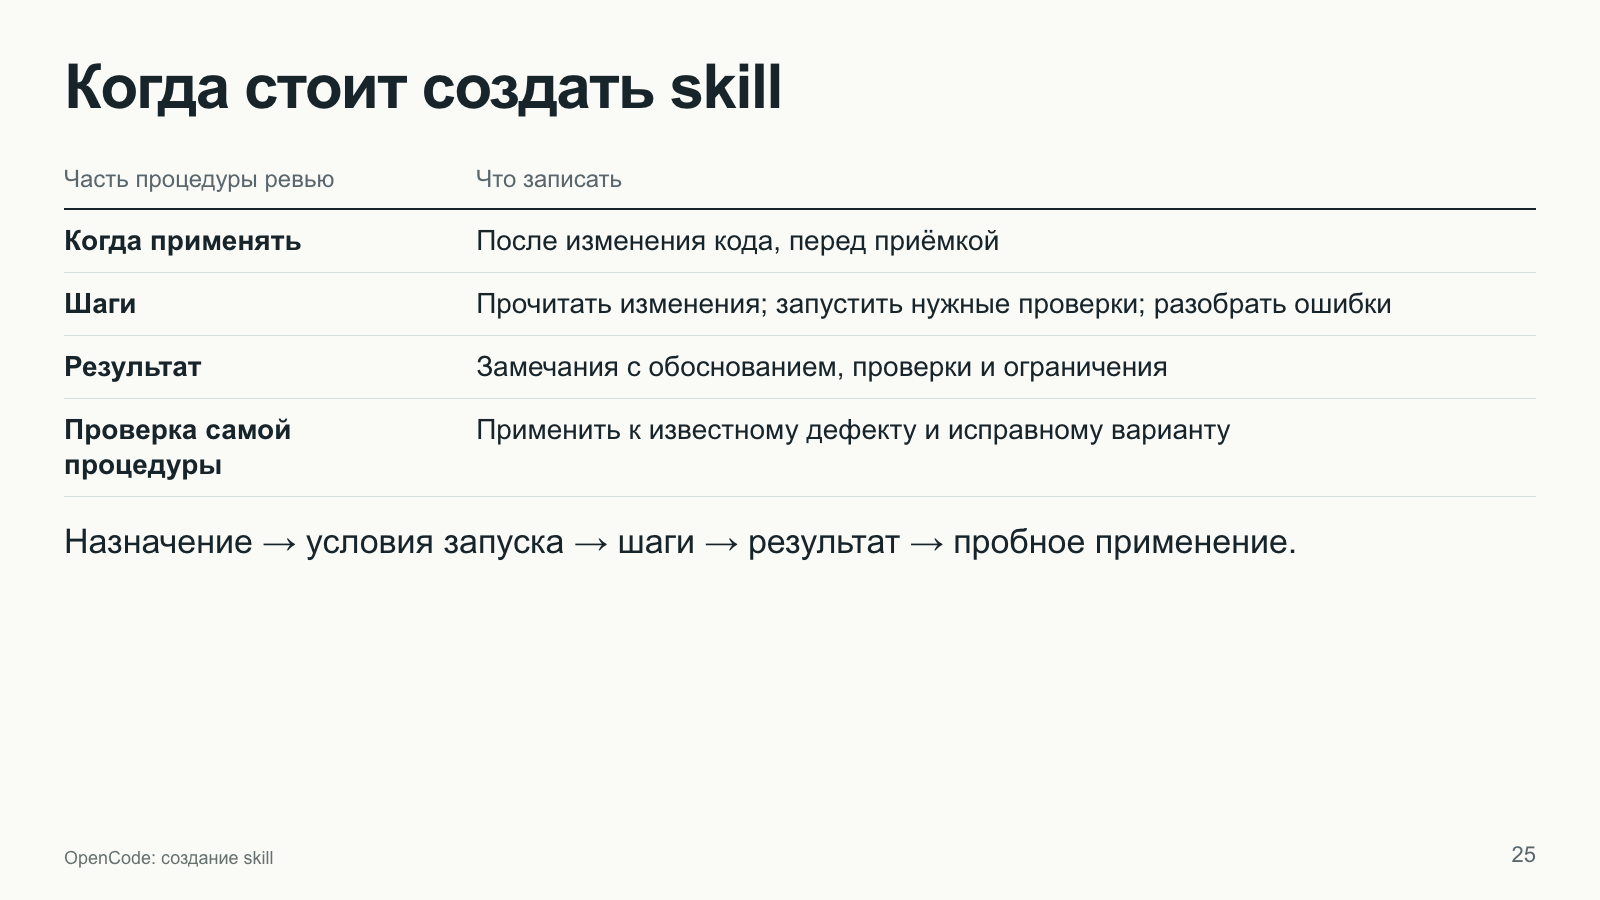 Когда стоит создать skill
Часть процедуры ревью
Что записать
Когда применять
После изменения кода, перед приёмкой
Шаги
Прочитать изменения; запустить нужные проверки; разобрать ошибки
Результат
Замечания с обоснованием, проверки и ограничения
Проверка самой
процедуры
Применить к известному дефекту и исправному варианту
Назначение → условия запуска → шаги → результат → пробное применение.
OpenCode: создание skill
25